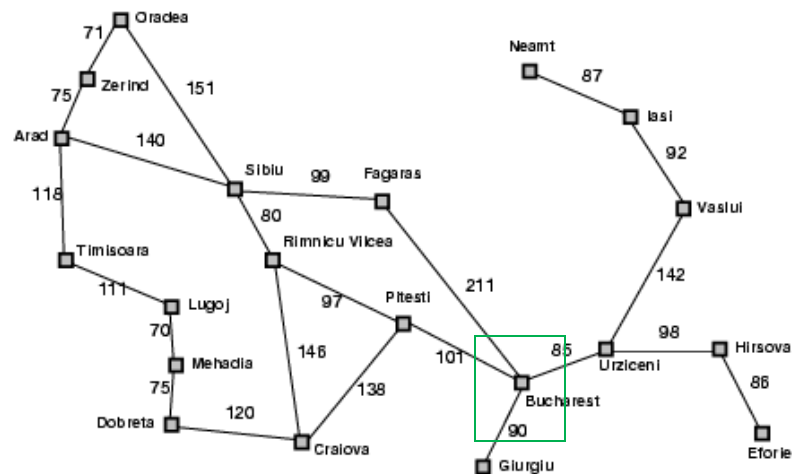 Oradea
71
Neamt
Zerind
87
75
151
Iasi
Arad
140
92
Sibiu
99
Fagaras
118
80
Vaslui
Timisoara
Rimnicu Vilcea
111
Lugoj
97
Pitesti
211
142
70
98
146
101
85
Hirsova
Mehadia
Urziceni
75
138
86
Bucharest
120
90
Dobreta
Craiova
Eforie
Giurgiu